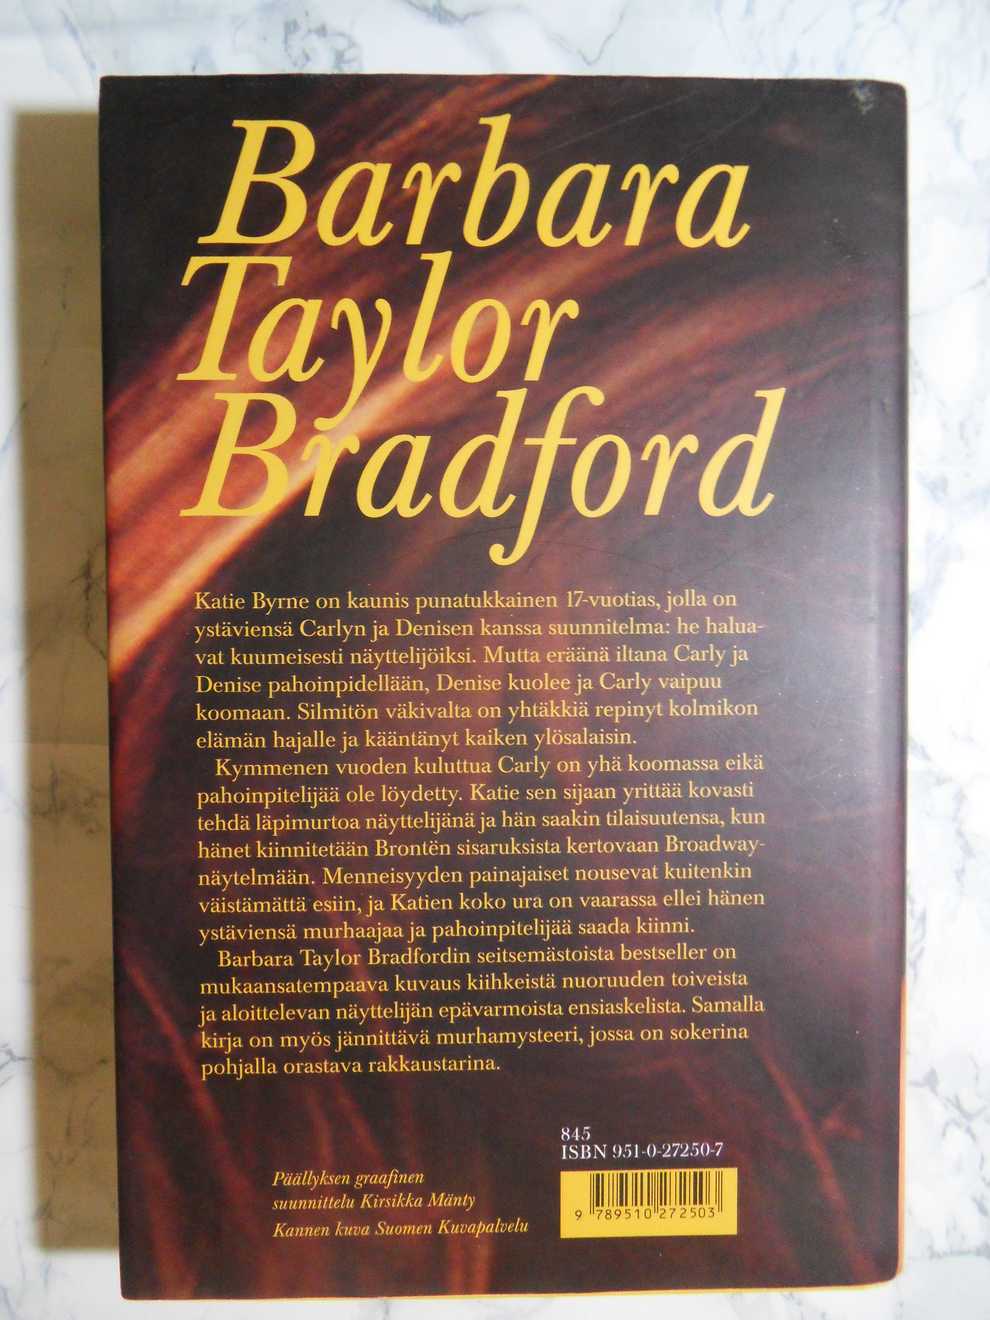 Barbara
Taylor
Bradford
Katie Byrne on kaunis punatukkainen 17-vuotias, jolla on
ystäviensä Carlyn ja Denisen kanssa suunnitelma: he halua-
vat kuumeisesti näyttelijöiksi. Mutta eräänä iltana Carly ja
Denise pahoinpidellään, Denise kuolee ja Carly vaipuu
koomaan. Silmitön väkivalta on yhtäkkiä repinyt kolmikon
elämän hajalle ja kääntänyt kaiken ylösalaisin.
Kymmenen vuoden kuluttua Carly on yhä koomassa eikä
pahoinpitelijää ole löydetty. Katie sen sijaan yrittää kovasti
tehdä läpimurtoa näyttelijänä ja hän saakin tilaisuutensa, kun
hänet kiinnitetään Brontën sisaruksista kertovaan Broadway-
näytelmään. Menneisyyden painajaiset nousevat kuitenkin
väistämättä esiin, ja Katien koko ura on vaarassa ellei hänen
ystäviensä murhaajaa ja pahoinpitelijää saada kiinni.
Barbara Taylor Bradfordin seitsemästoista bestseller on
mukaansatempaava kuvaus kiihkeistä nuoruuden toiveista
ja aloittelevan näyttelijän epävarmoista ensiaskelista. Samalla
kirja on myös jännittävä murhamysteeri, jossa on sokerina
pohjalla orastava rakkaustarina.
845
ISBN 951-0-27250-7
Päällyksen graafinen
suunnittelu Kirsikka Mänty
Kannen kuva Suomen Kuvapalvelu
9 789510 272503